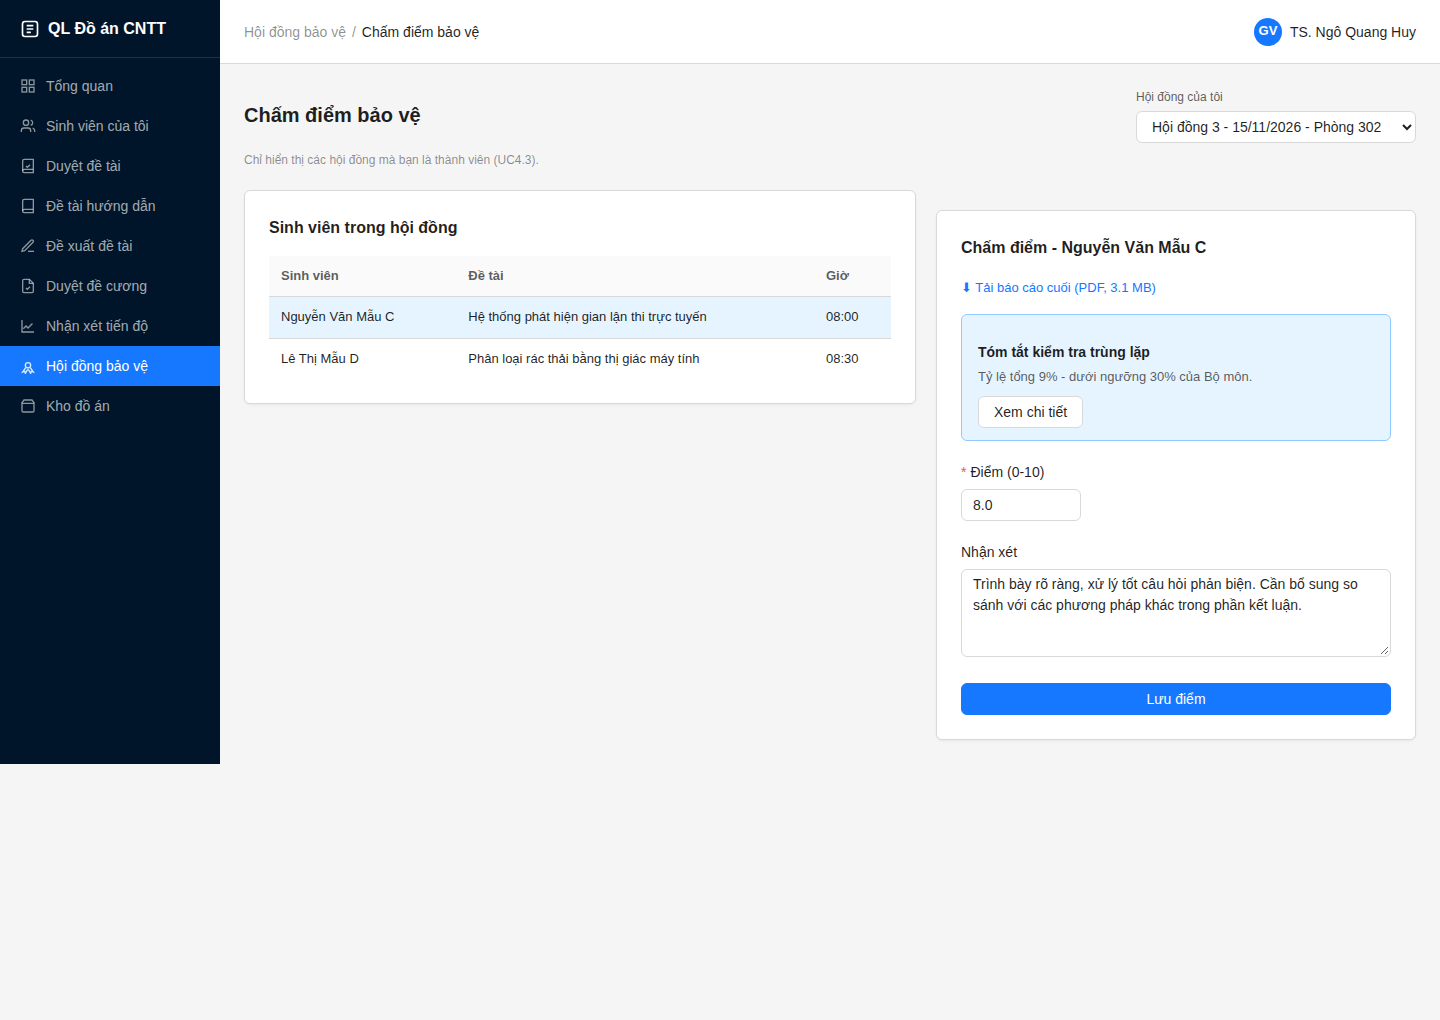 QL Đồ án CNTT
Tổng quan
Sinh viên của tôi
Duyệt đề tài
Đề tài hướng dẫn
Đề xuất đề tài
Duyệt đề cương
Nhận xét tiến độ
Hội đồng bảo vệ
Kho đồ án
Hội đồng bảo vệ / Chấm điểm bảo vệ
GV TS. Ngô Quang Huy
Chấm điểm bảo vệ
Hội đồng của tôi
Hội đồng 3 - 15/11/2026 - Phòng 302
Chỉ hiển thị các hội đồng mà bạn là thành viên (UC4.3).
Sinh viên trong hội đồng
Sinh viên Đề tài Giờ
Nguyễn Văn Mẫu C Hệ thống phát hiện gian lận thi trực tuyến 08:00
Lê Thị Mẫu D Phân loại rác thải bằng thị giác máy tính 08:30
Chấm điểm - Nguyễn Văn Mẫu C
⬇ Tải báo cáo cuối (PDF, 3.1 MB)
Tóm tắt kiểm tra trùng lặp
Tỷ lệ tổng 9% - dưới ngưỡng 30% của Bộ môn.
Xem chi tiết
* Điểm (0-10)
8.0
Nhận xét
Trình bày rõ ràng, xử lý tốt câu hỏi phản biện. Cần bổ sung so
sánh với các phương pháp khác trong phần kết luận.
Lưu điểm